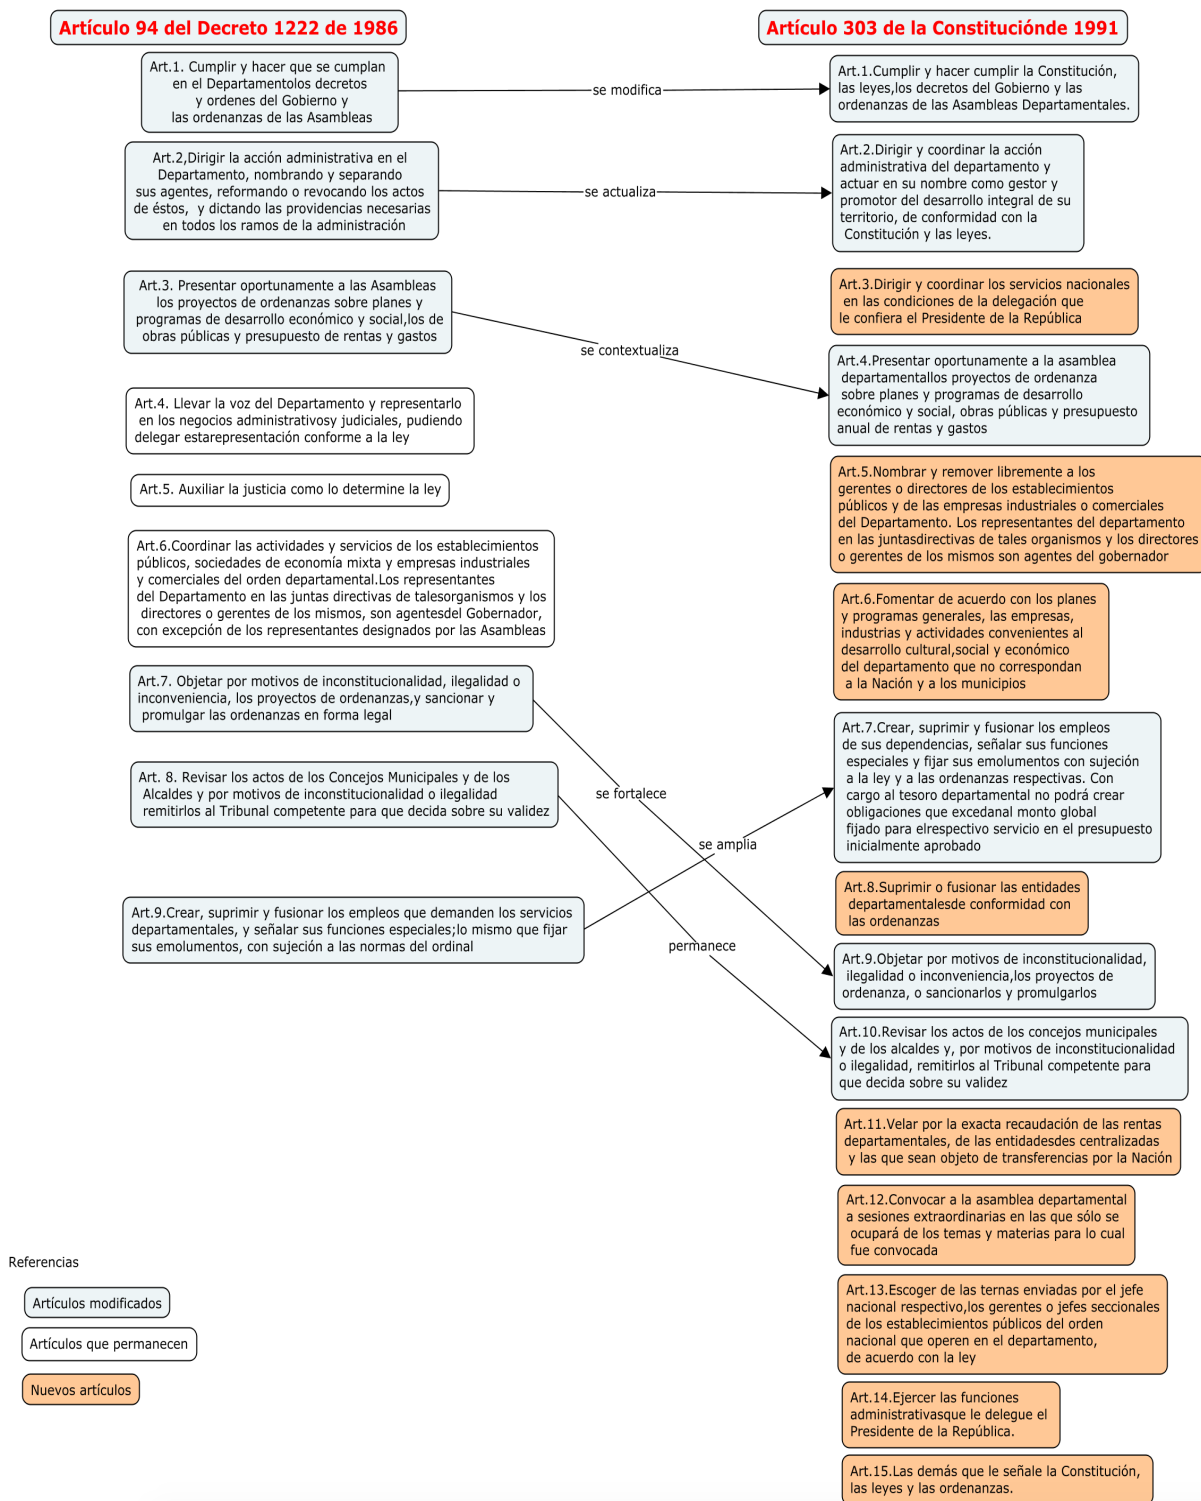 Artículo 94 del Decreto 1222 de 1986
Art.1. Cumplir y hacer que se cumplan
en el Departamentolos decretos
y ordenes del Gobierno y
las ordenanzas de las Asambleas
Art.2,Dirigir la acción administrativa en el
Departamento, nombrando y separando
sus agentes, reformando o revocando los actos
de éstos, y dictando las providencias necesarias
en todos los ramos de la administración
Art.3. Presentar oportunamente a las Asambleas
los proyectos de ordenanzas sobre planes y
programas de desarrollo económico y social,los de
obras públicas y presupuesto de rentas y gastos
Art.4. Llevar la voz del Departamento y representarlo
en los negocios administrativosy judiciales, pudiendo
delegar estarepresentación conforme a la ley
Art.5. Auxiliar la justicia como lo determine la ley
Art.6.Coordinar las actividades y servicios de los establecimientos
públicos, sociedades de economía mixta y empresas industriales
y comerciales del orden departamental.Los representantes
del Departamento en las juntas directivas de talesorganismos y los
directores o gerentes de los mismos, son agentesdel Gobernador,
con excepción de los representantes designados por las Asambleas
Art.7. Objetar por motivos de inconstitucionalidad, ilegalidad o
inconveniencia, los proyectos de ordenanzas,y sancionar y
promulgar las ordenanzas en forma legal
Art. 8. Revisar los actos de los Concejos Municipales y de los
Alcaldes y por motivos de inconstitucionalidad o ilegalidad
remitirlos al Tribunal competente para que decida sobre su validez
Art.9.Crear, suprimir y fusionar los empleos que demanden los servicios
departamentales, y señalar sus funciones especiales;lo mismo que fijar
sus emolumentos, con sujeción a las normas del ordinal
se modifica
se actualiza
se contextualiza
se fortalece
se amplia
permanece
Artículo 303 de la Constituciónde 1991
Art.1.Cumplir y hacer cumplir la Constitución,
las leyes,los decretos del Gobierno y las
ordenanzas de las Asambleas Departamentales.
Art.2.Dirigir y coordinar la acción
administrativa del departamento y
actuar en su nombre como gestor y
promotor del desarrollo integral de su
territorio, de conformidad con la
Constitución y las leyes.
Art.3.Dirigir y coordinar los servicios nacionales
en las condiciones de la delegación que
le confiera el Presidente de la República
Art.4.Presentar oportunamente a la asamblea
departamentallos proyectos de ordenanza
sobre planes y programas de desarrollo
económico y social, obras públicas y presupuesto
anual de rentas y gastos
Art.5.Nombrar y remover libremente a los
gerentes o directores de los establecimientos
públicos y de las empresas industriales o comerciales
del Departamento. Los representantes del departamento
en las juntasdirectivas de tales organismos y los directores
o gerentes de los mismos son agentes del gobernador
Art.6.Fomentar de acuerdo con los planes
y programas generales, las empresas,
industrias y actividades convenientes al
desarrollo cultural,social y económico
del departamento que no correspondan
a la Nación y a los municipios
Art.7.Crear, suprimir y fusionar los empleos
de sus dependencias, señalar sus funciones
especiales y fijar sus emolumentos con sujeción
a la ley y a las ordenanzas respectivas. Con
cargo al tesoro departamental no podrá crear
obligaciones que excedanal monto global
fijado para elrespectivo servicio en el presupuesto
inicialmente aprobado
Art.8.Suprimir o fusionar las entidades
departamentalesde conformidad con
las ordenanzas
Art.9.Objetar por motivos de inconstitucionalidad,
ilegalidad o inconveniencia,los proyectos de
ordenanza, o sancionarlos y promulgarlos
Art.10.Revisar los actos de los concejos municipales
y de los alcaldes y, por motivos de inconstitucionalidad
o ilegalidad, remitirlos al Tribunal competente para
que decida sobre su validez
Art.11.Velar por la exacta recaudación de las rentas
departamentales, de las entidadesdes centralizadas
y las que sean objeto de transferencias por la Nación
Art.12.Convocar a la asamblea departamental
a sesiones extraordinarias en las que sólo se
ocupará de los temas y materias para lo cual
fue convocada
Art.13.Escoger de las ternas enviadas por el jefe
nacional respectivo,los gerentes o jefes seccionales
de los establecimientos públicos del orden
nacional que operen en el departamento,
de acuerdo con la ley
Art.14.Ejercer las funciones
administrativasque le delegue el
Presidente de la República.
Art.15.Las demás que le señale la Constitución,
las leyes y las ordenanzas.
Referencias
Artículos modificados
Artículos que permanecen
Nuevos artículos